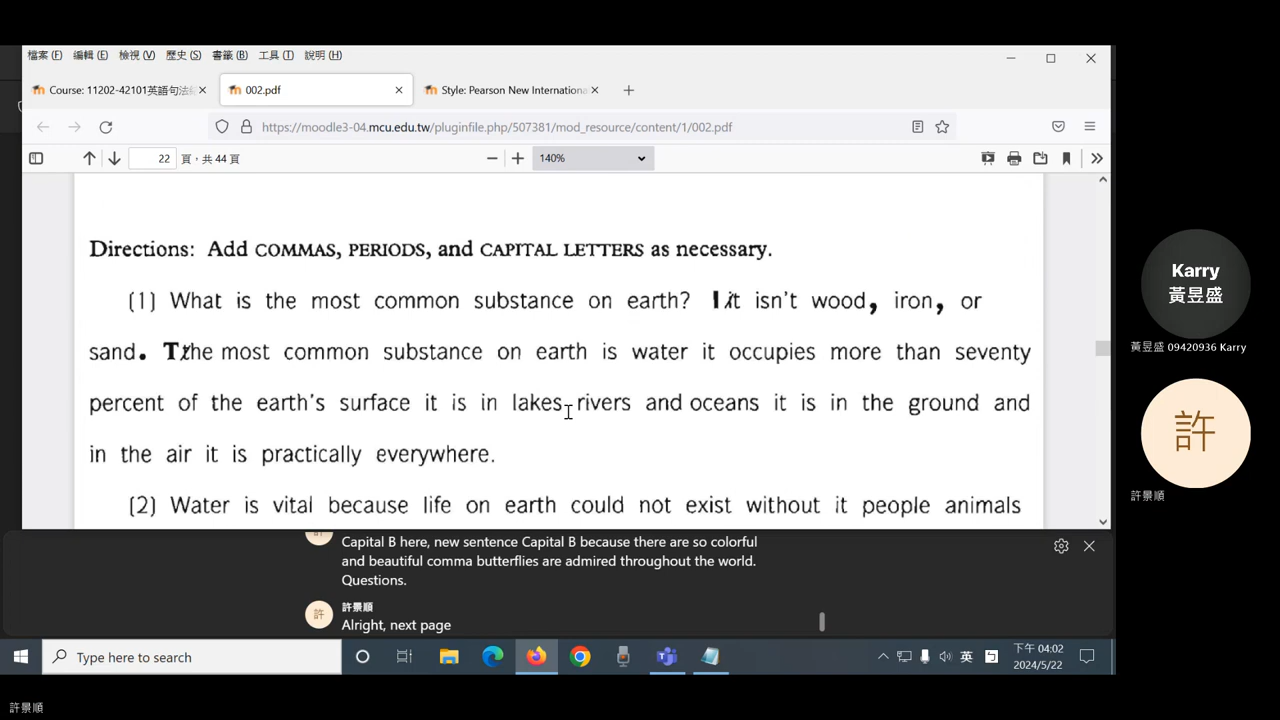 檔案 (F) 編輯 (E) 檢視 (V) 歷史 (S) 書籤 (B) 工具 (T) 說明 (H)
Course: 11202-42101英語句法 002.pdf Style: Pearson New Internationa
https://moodle3-04.mcu.edu.tw/pluginfile.php/507381/mod_resource/content/1/002.pdf
22 頁，共 44 頁 140%
Directions: Add COMMAS, PERIODS, and CAPITAL LETTERS as necessary.
(1) What is the most common substance on earth? I it isn't wood, iron, or
sand. T the most common substance on earth is water it occupies more than seventy
percent of the earth's surface it is in lakes rivers and oceans it is in the ground and
in the air it is practically everywhere.
(2) Water is vital because life on earth could not exist without it people animals
Capital B here, new sentence Capital B because there are so colorful
and beautiful comma butterflies are admired throughout the world.
Questions.
許 許景順
Alright, next page
Karry
黃昱盛
黃昱盛 09420936 Karry
許
許景順
Type here to search
英
下午 04:02
2024/5/22
許景順